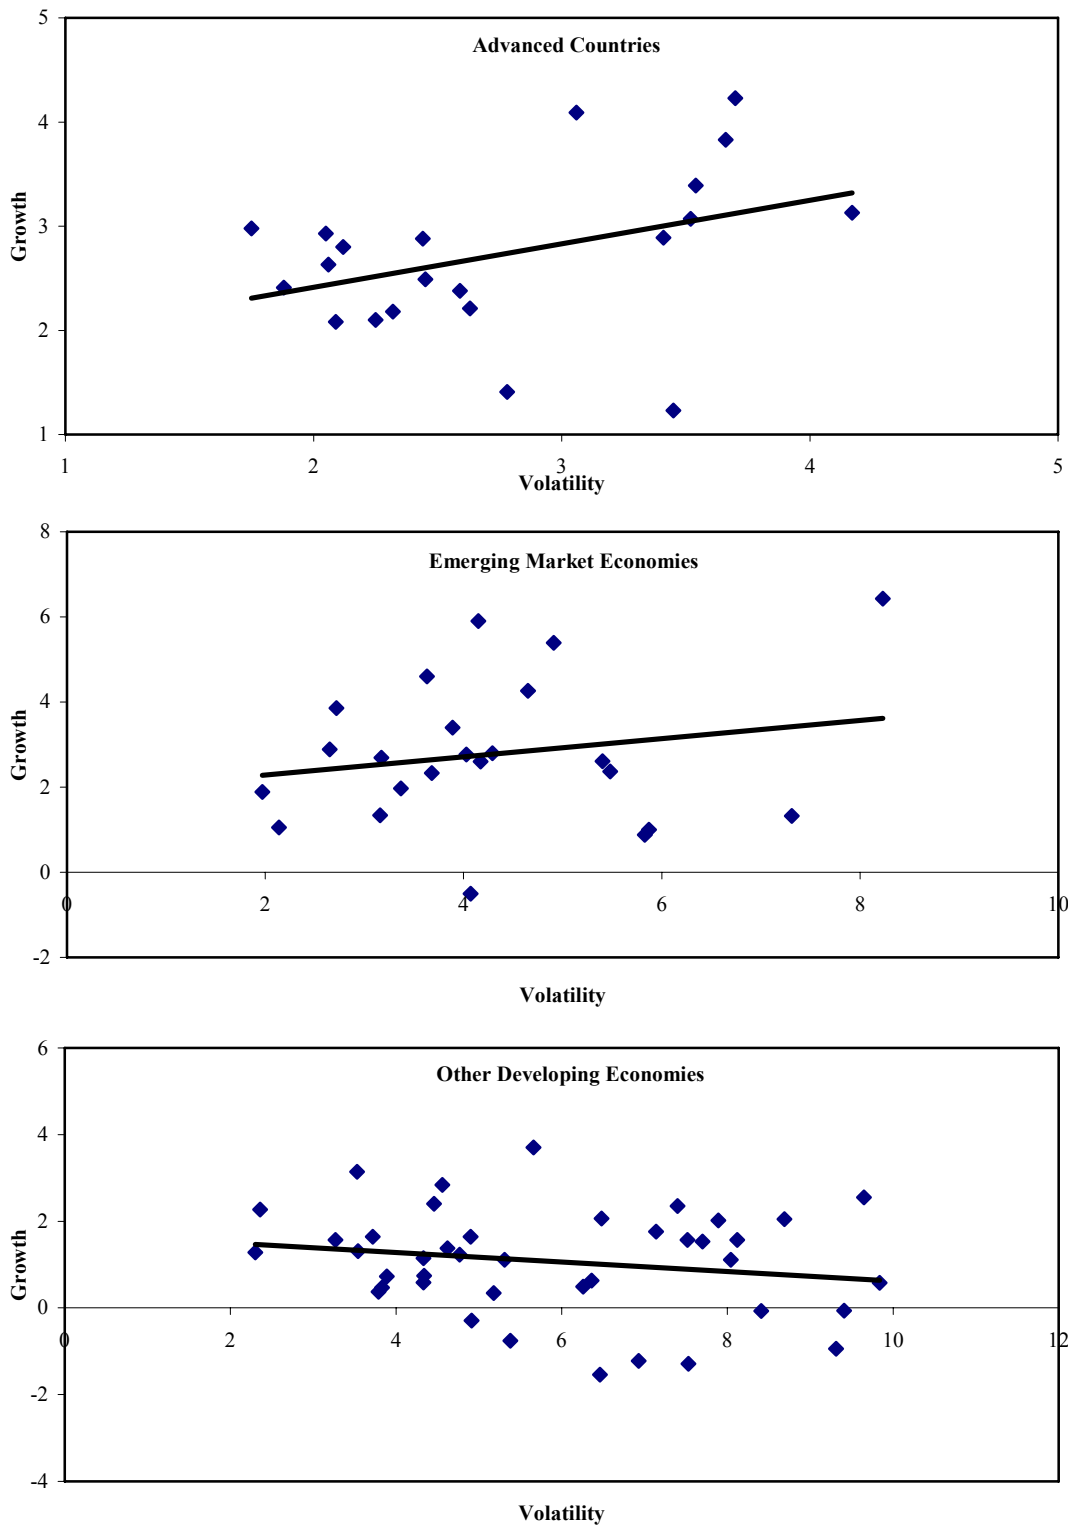 Advanced Countries
5
4
3
2
1
Growth
1 2 3 4 5
Volatility
Emerging Market Economies
8
6
4
2
0
-2
Growth
0 2 4 6 8 10
Volatility
Other Developing Economies
6
4
2
0
-2
-4
Growth
0 2 4 6 8 10 12
Volatility